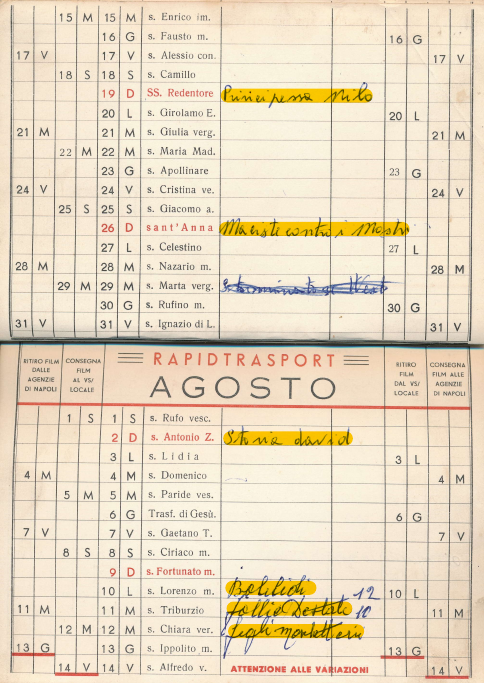 15 M 15 M s. Enrico im.
16 G s. Fausto m. 16 G
17 V 17 V s. Alessio con. 17 V
18 S 18 S s. Camillo
19 D SS. Redentore Principessa Nilo
20 L s. Girolamo E. 20 L
21 M 21 M s. Giulia verg. 21 M
22 M 22 M s. Maria Mad.
23 G s. Apollinare 23 G
24 V 24 V s. Cristina ve. 24 V
25 S 25 S s. Giacomo a.
26 D sant'Anna Maciste contro i Mostri
27 L s. Celestino 27 L
28 M 28 M s. Nazario m. 28 M
29 M 29 M s. Marta verg.
30 G s. Rufino m. 30 G
31 V 31 V s. Ignazio di L. 31 V
RITIRO FILM DALLE AGENZIE DI NAPOLI
CONSEGNA FILM AL VS/ LOCALE
RAPIDTRASPORT
AGOSTO
RITIRO FILM DAL VS/ LOCALE
CONSEGNA FILM ALLE AGENZIE DI NAPOLI
1 S 1 S s. Rufo vesc.
2 D s. Antonio Z. Storia david
3 L s. Lidia 3 L
4 M 4 M s. Domenico 4 M
5 M 5 M s. Paride ves.
6 G Trasf. di Gesù. 6 G
7 V 7 V s. Gaetano T. 7 V
8 S 8 S s. Ciriaco m.
9 D s. Fortunato m.
10 L s. Lorenzo m. 12 10 L
11 M 11 M s. Triburzio follie Destate 10 11 M
12 M 12 M s. Chiara ver. figli moschettieri
13 G 13 G s. Ippolito m. 13 G
14 V 14 V s. Alfredo v. ATTENZIONE ALLE VARIAZIONI 14 V